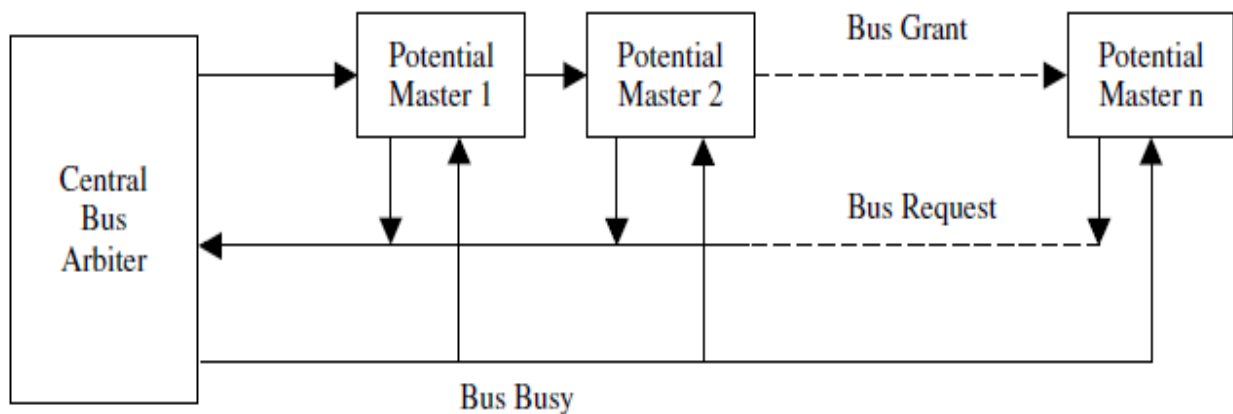 Potential
Master 1
Potential
Master 2
Bus Grant
Potential
Master n
Central
Bus
Arbiter
Bus Request
Bus Busy